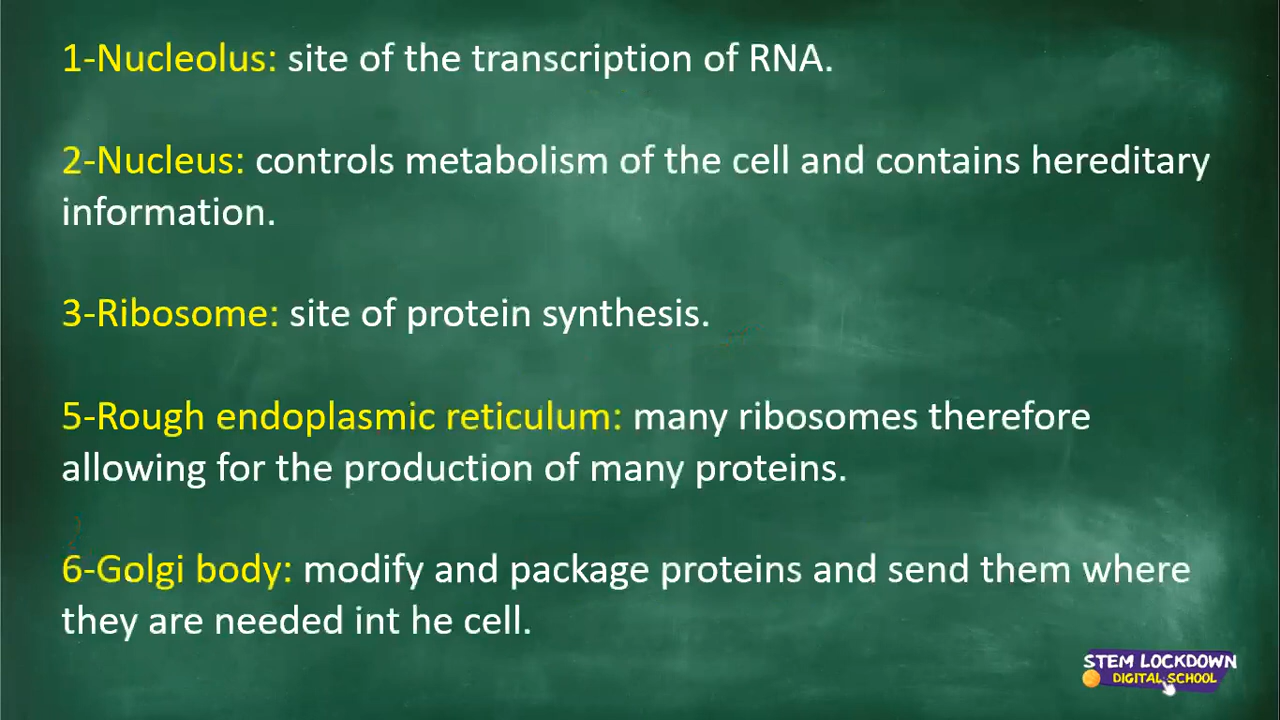 1-Nucleolus: site of the transcription of RNA.
2-Nucleus: controls metabolism of the cell and contains hereditary
information.
3-Ribosome: site of protein synthesis.
5-Rough endoplasmic reticulum: many ribosomes therefore
allowing for the production of many proteins.
6-Golgi body: modify and package proteins and send them where
they are needed int he cell.
STEM LOCKDOWN
DIGITAL SCHOOL